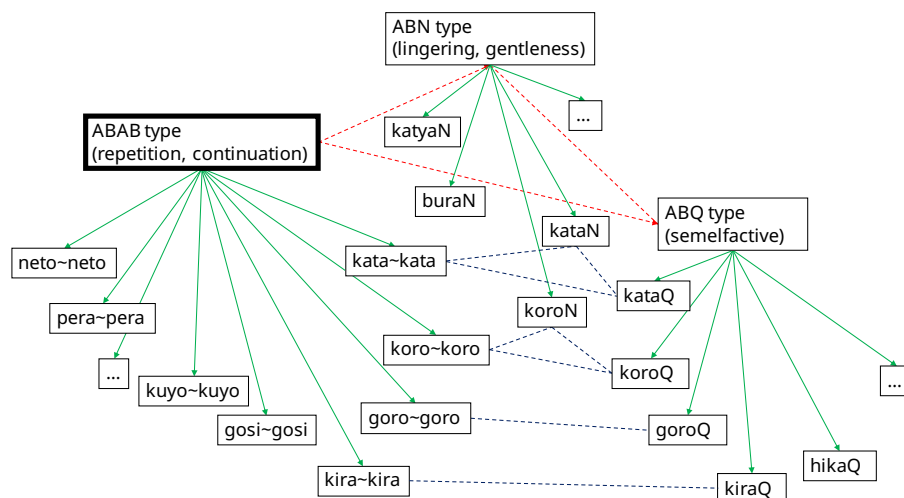 ABN type
(lingering, gentleness)
...
katyaN
ABAB type
(repetition, continuation)
buraN
ABQ type
(semelfactive)
kataN
neto~neto
kata~kata
kataQ
pera~pera
koroN
koro~koro
...
koroQ
...
kuyo~kuyo
gosi~gosi
goro~goro
goroQ
hikaQ
kira~kira
kiraQ